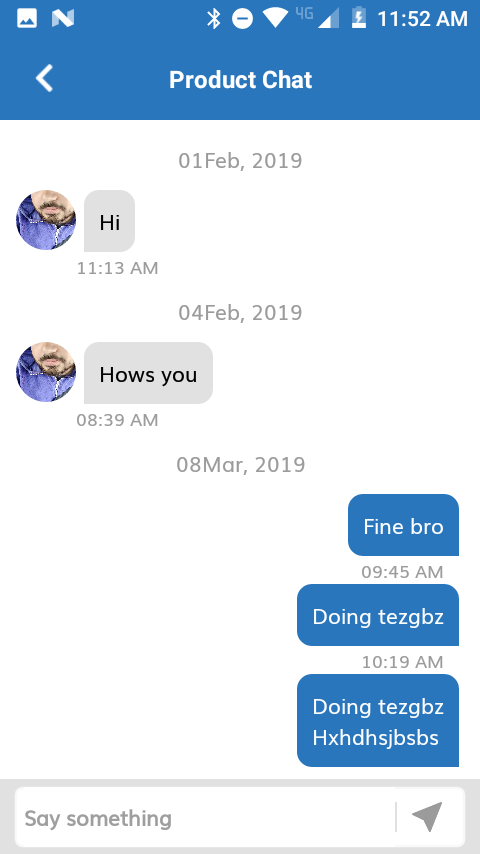 4G 11:52 AM
Product Chat
01Feb, 2019
Hi
11:13 AM
04Feb, 2019
Hows you
08:39 AM
08Mar, 2019
Fine bro
09:45 AM
Doing tezgbz
10:19 AM
Doing tezgbz
Hxhdhsjbsbs
Say something